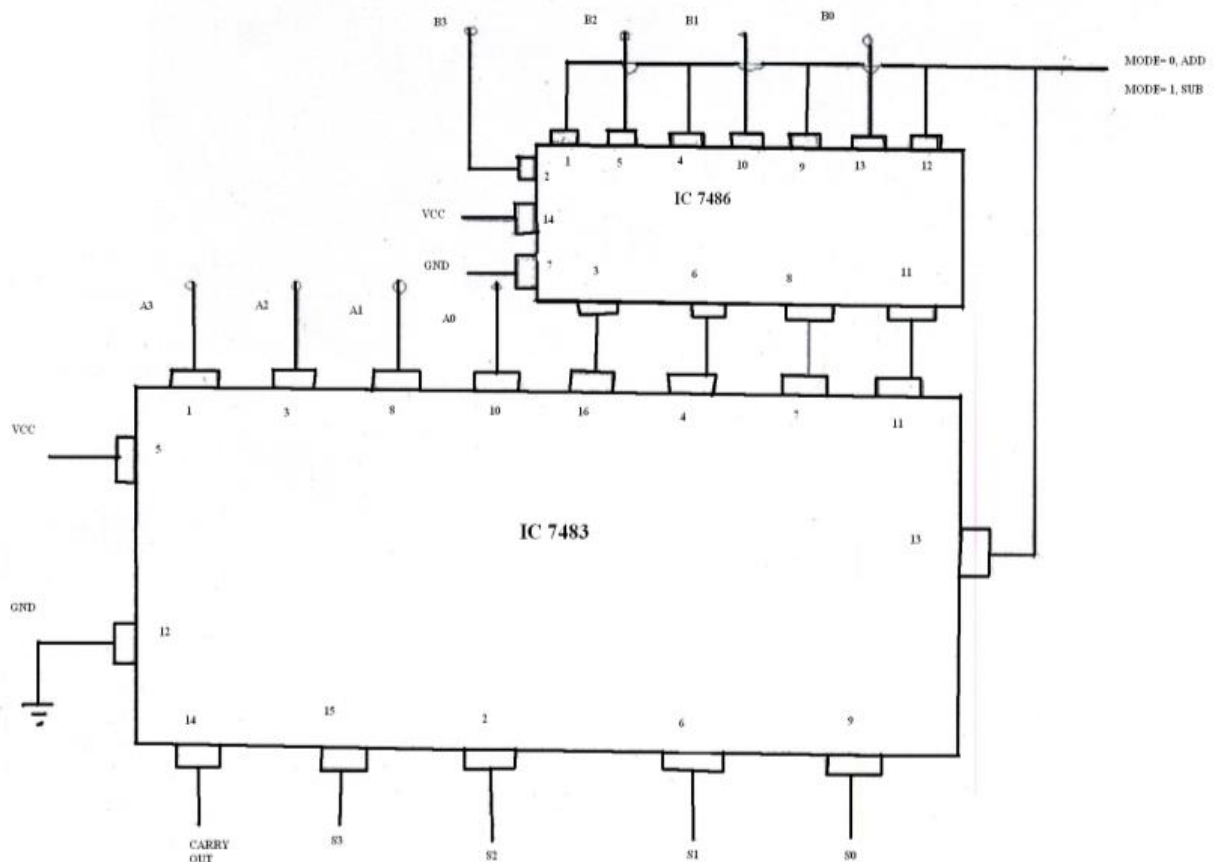 B3
B2
B1
B0
MODE= 0, ADD
MODE= 1, SUB
1
5
4
10
9
13
12
2
IC 7486
VCC
14
GND
7
3
6
8
11
A3
A2
A1
A0
1
3
8
10
16
4
7
11
VCC
5
IC 7483
13
GND
12
14
15
2
6
9
CARRY
OUT
S3
S2
S1
S0